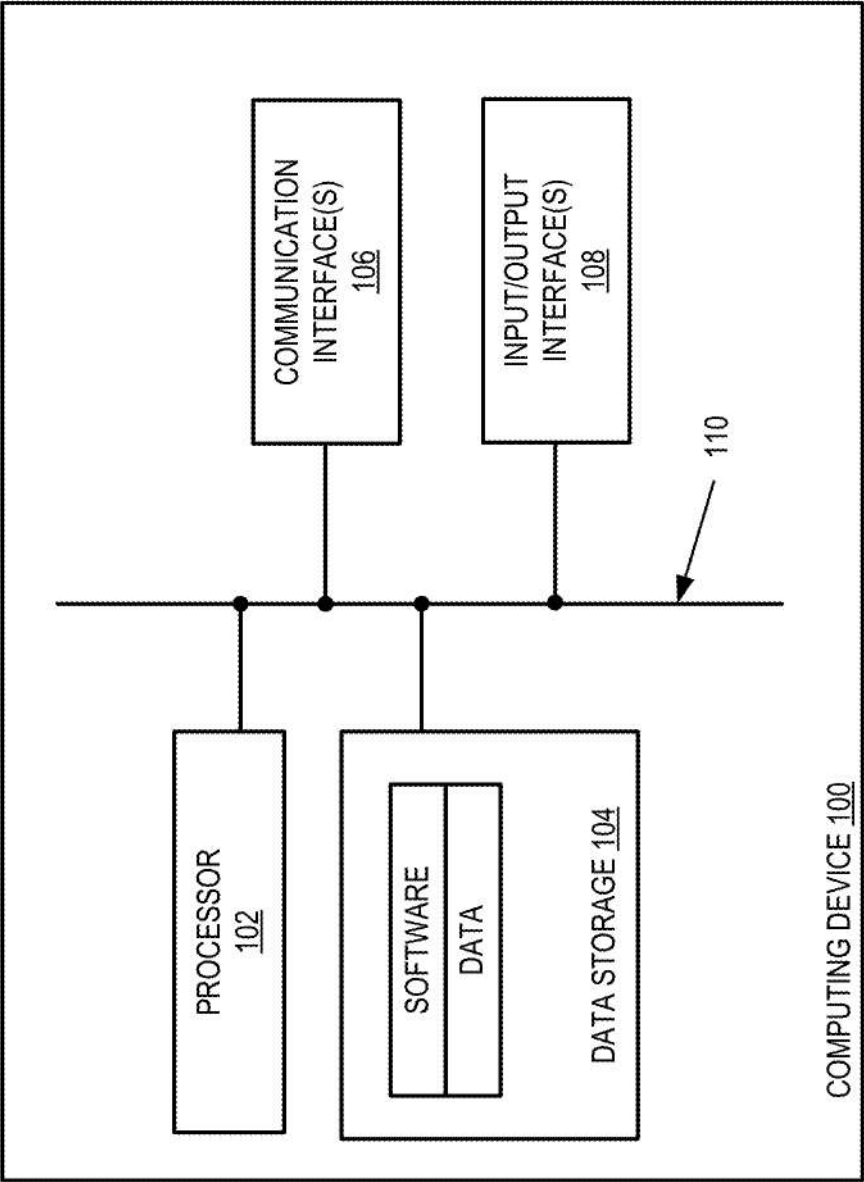 PROCESSOR
102
COMMUNICATION
INTERFACE(S)
106
SOFTWARE
DATA
DATA STORAGE 104
INPUT/OUTPUT
INTERFACE(S)
108
110
COMPUTING DEVICE 100